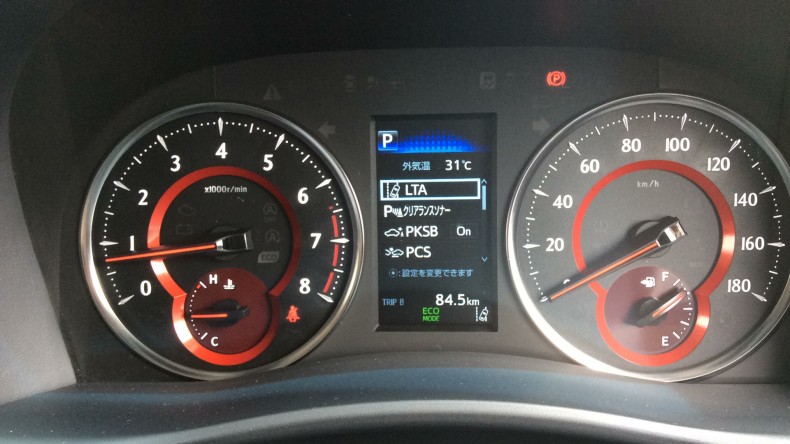 P
0
1
2
3
4
5
6
7
8
x1000r/min
ECO
H
C
P
外気温 31℃
LTA
P クリアランスソナー
PKSB On
PCS
:設定を変更できます
TRIP B 84.5km
ECO
MODE
0
20
40
60
80
100
120
140
160
180
km/h
F
E